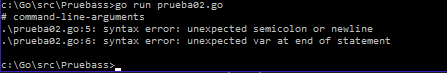 c:\Go\src\Pruebass>go run prueba02.go
# command-line-arguments
.\prueba02.go:5: syntax error: unexpected semicolon or newline
.\prueba02.go:6: syntax error: unexpected var at end of statement
c:\Go\src\Pruebass>